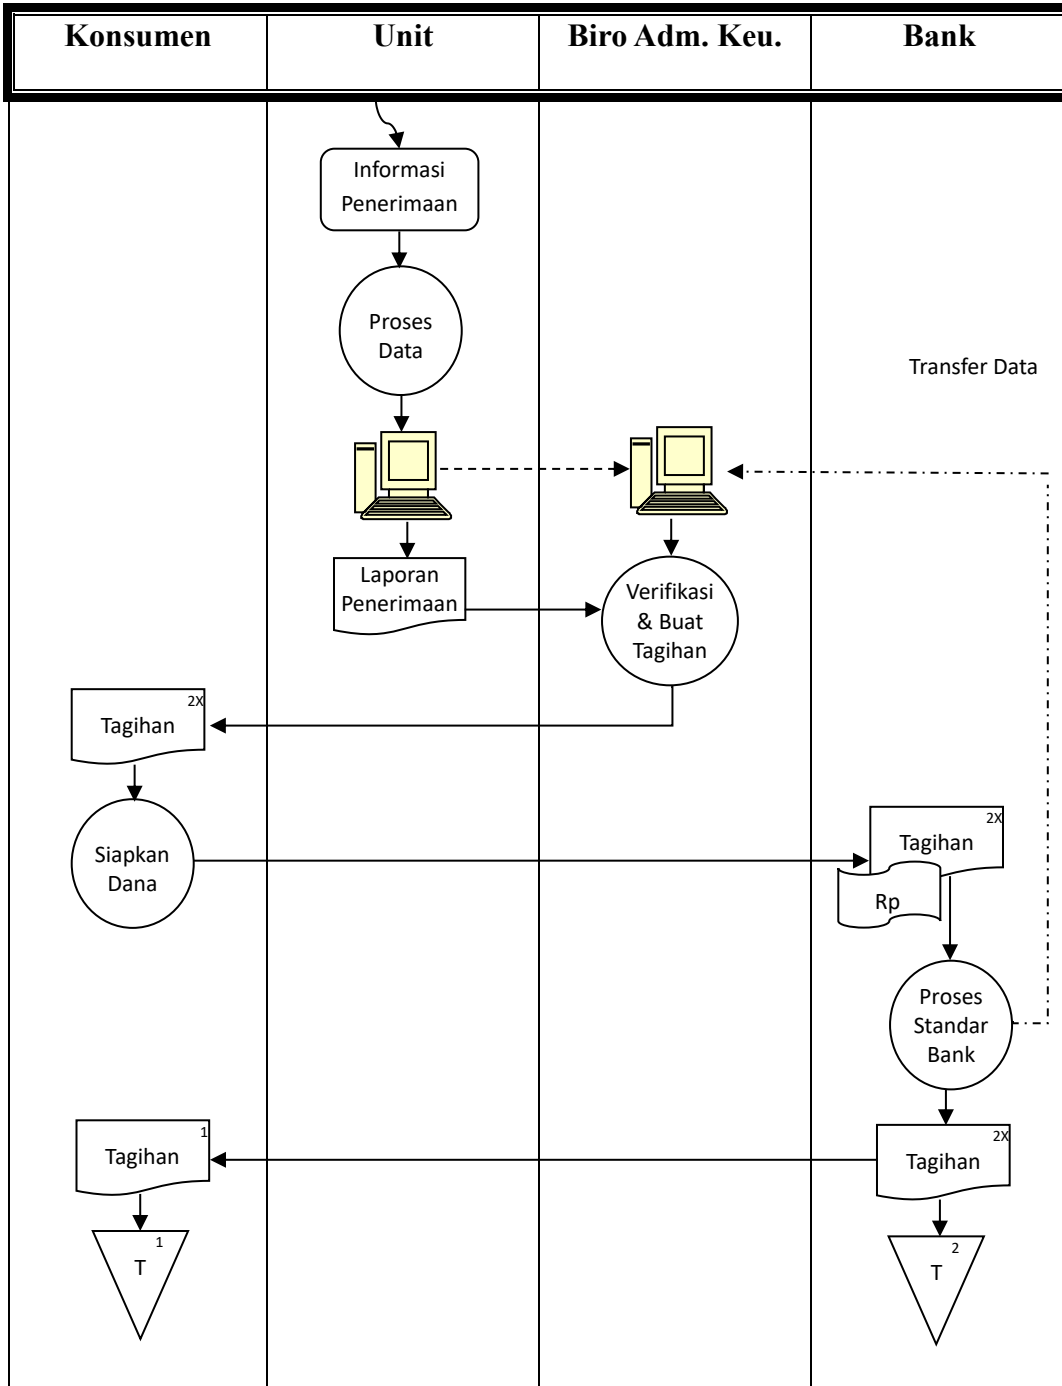 Konsumen
Unit
Biro Adm. Keu.
Bank
Informasi
Penerimaan
Proses
Data
Transfer Data
Laporan
Penerimaan
Verifikasi
& Buat
Tagihan
2X
Tagihan
Siapkan
Dana
2X
Tagihan
Rp
Proses
Standar
Bank
1
Tagihan
2X
Tagihan
1
T
2
T